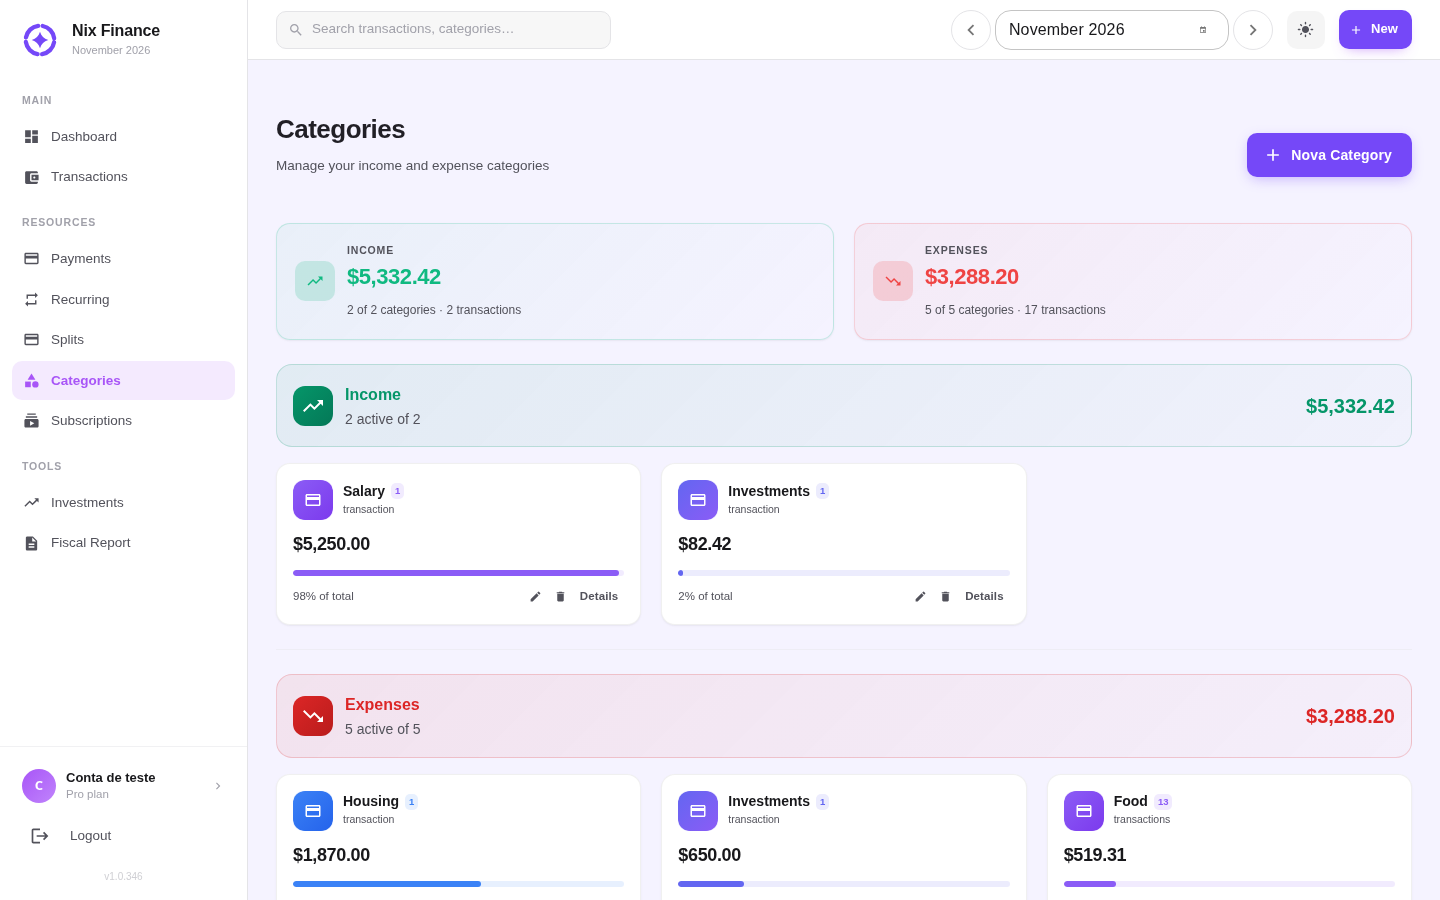 Nix Finance
November 2026
MAIN
Dashboard
Transactions
RESOURCES
Payments
Recurring
Splits
Categories
Subscriptions
TOOLS
Investments
Fiscal Report
C
Conta de teste
Pro plan
Logout
v1.0.346
Search transactions, categories…
November 2026
New
Categories
Manage your income and expense categories
Nova Category
INCOME
$5,332.42
2 of 2 categories · 2 transactions
EXPENSES
$3,288.20
5 of 5 categories · 17 transactions
Income
2 active of 2
$5,332.42
Salary 1
transaction
$5,250.00
98% of total
Details
Investments 1
transaction
$82.42
2% of total
Details
Expenses
5 active of 5
$3,288.20
Housing 1
transaction
$1,870.00
Investments 1
transaction
$650.00
Food 13
transactions
$519.31